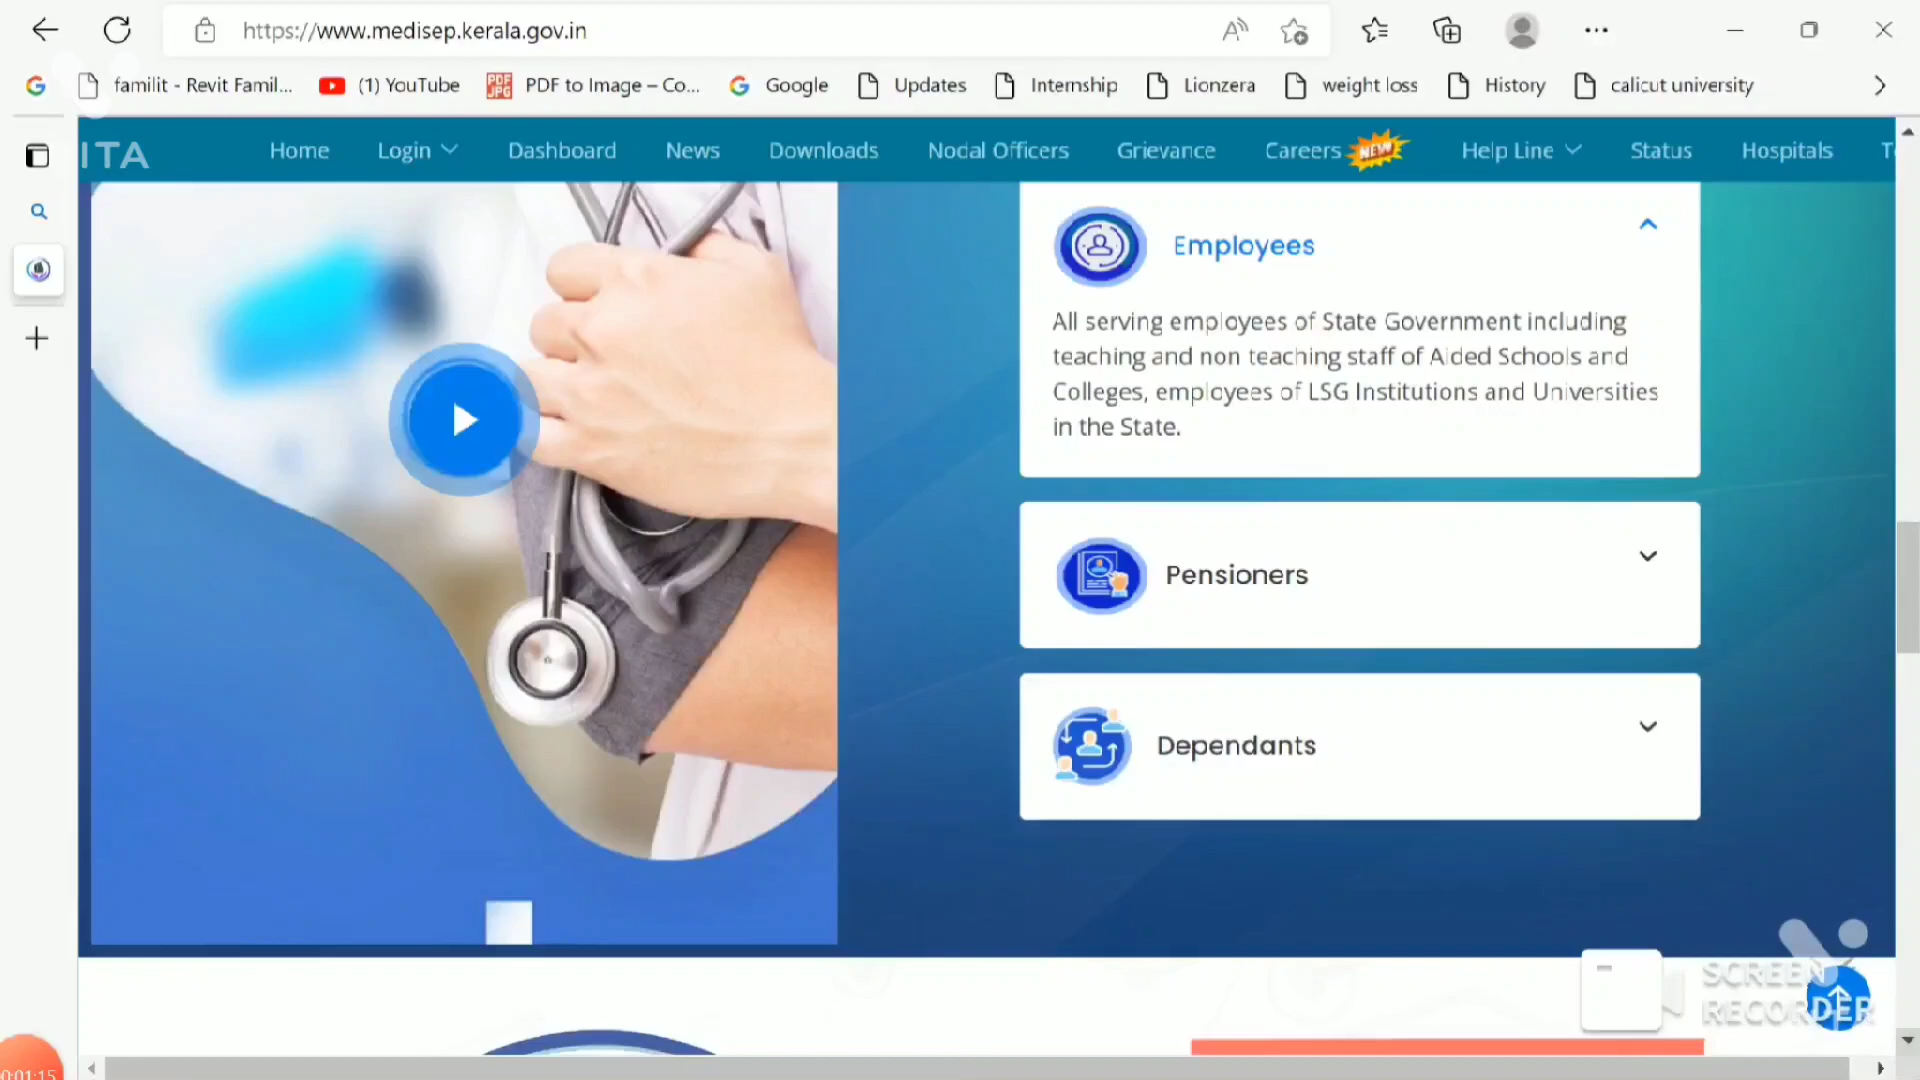 https://www.medisep.kerala.gov.in
familit - Revit Famil...
(1) YouTube
PDF to Image – Co...
Google
Updates
Internship
Lionzera
weight loss
History
calicut university
ITA
Home
Login
Dashboard
News
Downloads
Nodal Officers
Grievance
Careers
NEW
Help Line
Status
Hospitals
Employees
All serving employees of State Government including
teaching and non teaching staff of Aided Schools and
Colleges, employees of LSG Institutions and Universities
in the State.
Pensioners
Dependants
SCREEN
RECORDER
0:01:15